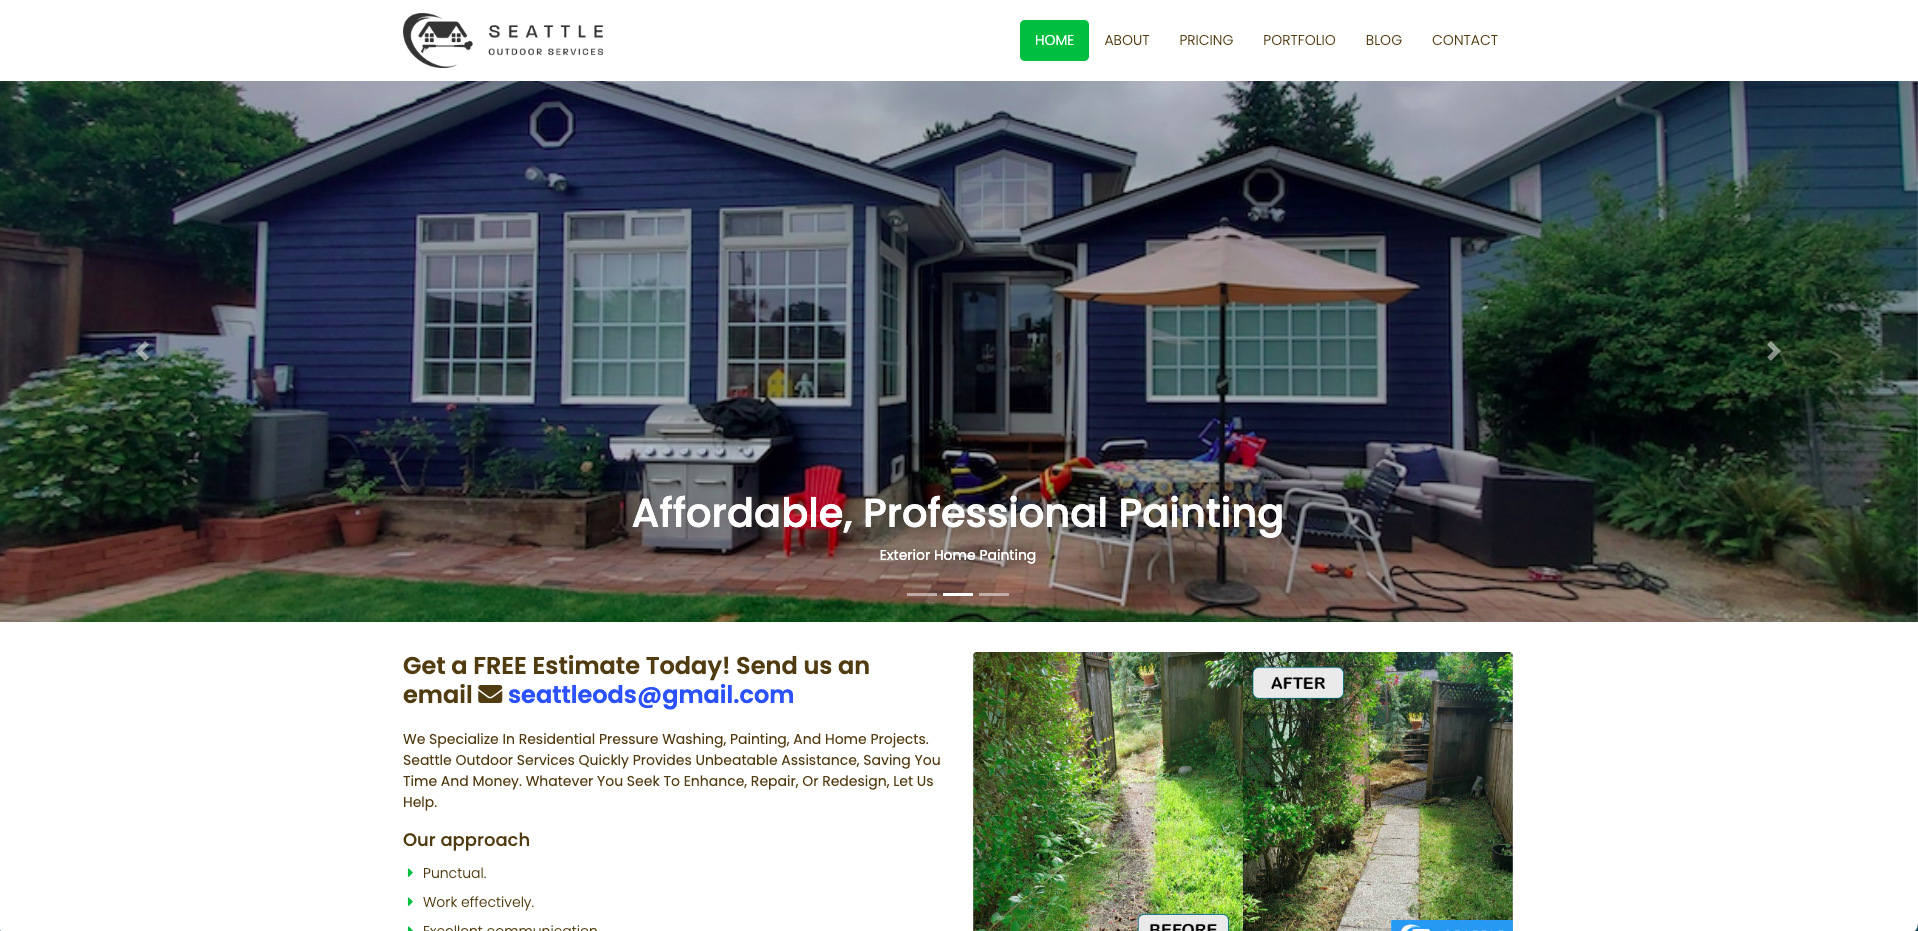 SEATTLE
OUTDOOR SERVICES
HOME ABOUT PRICING PORTFOLIO BLOG CONTACT
Affordable, Professional Painting
Exterior Home Painting
Get a FREE Estimate Today! Send us an
email seattleods@gmail.com
We Specialize In Residential Pressure Washing, Painting, And Home Projects.
Seattle Outdoor Services Quickly Provides Unbeatable Assistance, Saving You
Time And Money. Whatever You Seek To Enhance, Repair, Or Redesign, Let Us
Help.
Our approach
Punctual.
Work effectively.
Excellent communication
AFTER
BEFORE